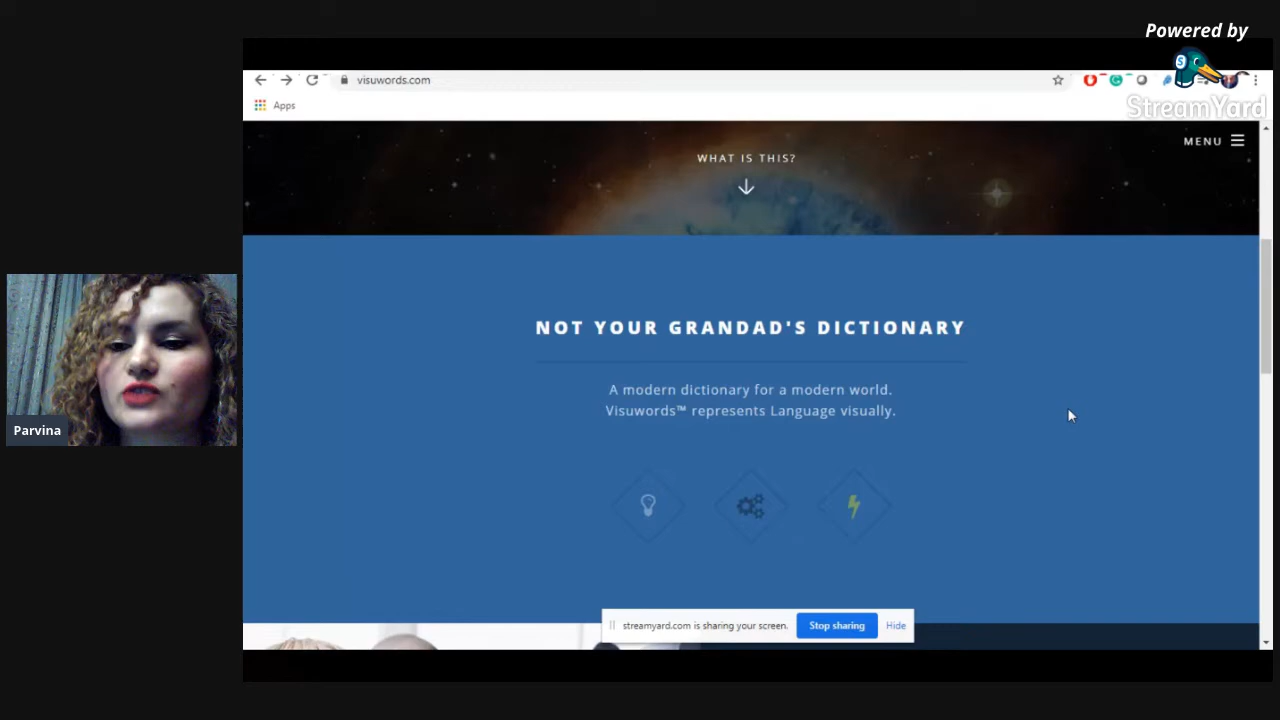 Powered by
StreamYard
visuwords.com
Apps
MENU
WHAT IS THIS?
NOT YOUR GRANDAD'S DICTIONARY
A modern dictionary for a modern world.
Visuwords™ represents Language visually.
Parvina
streamyard.com is sharing your screen. Stop sharing Hide